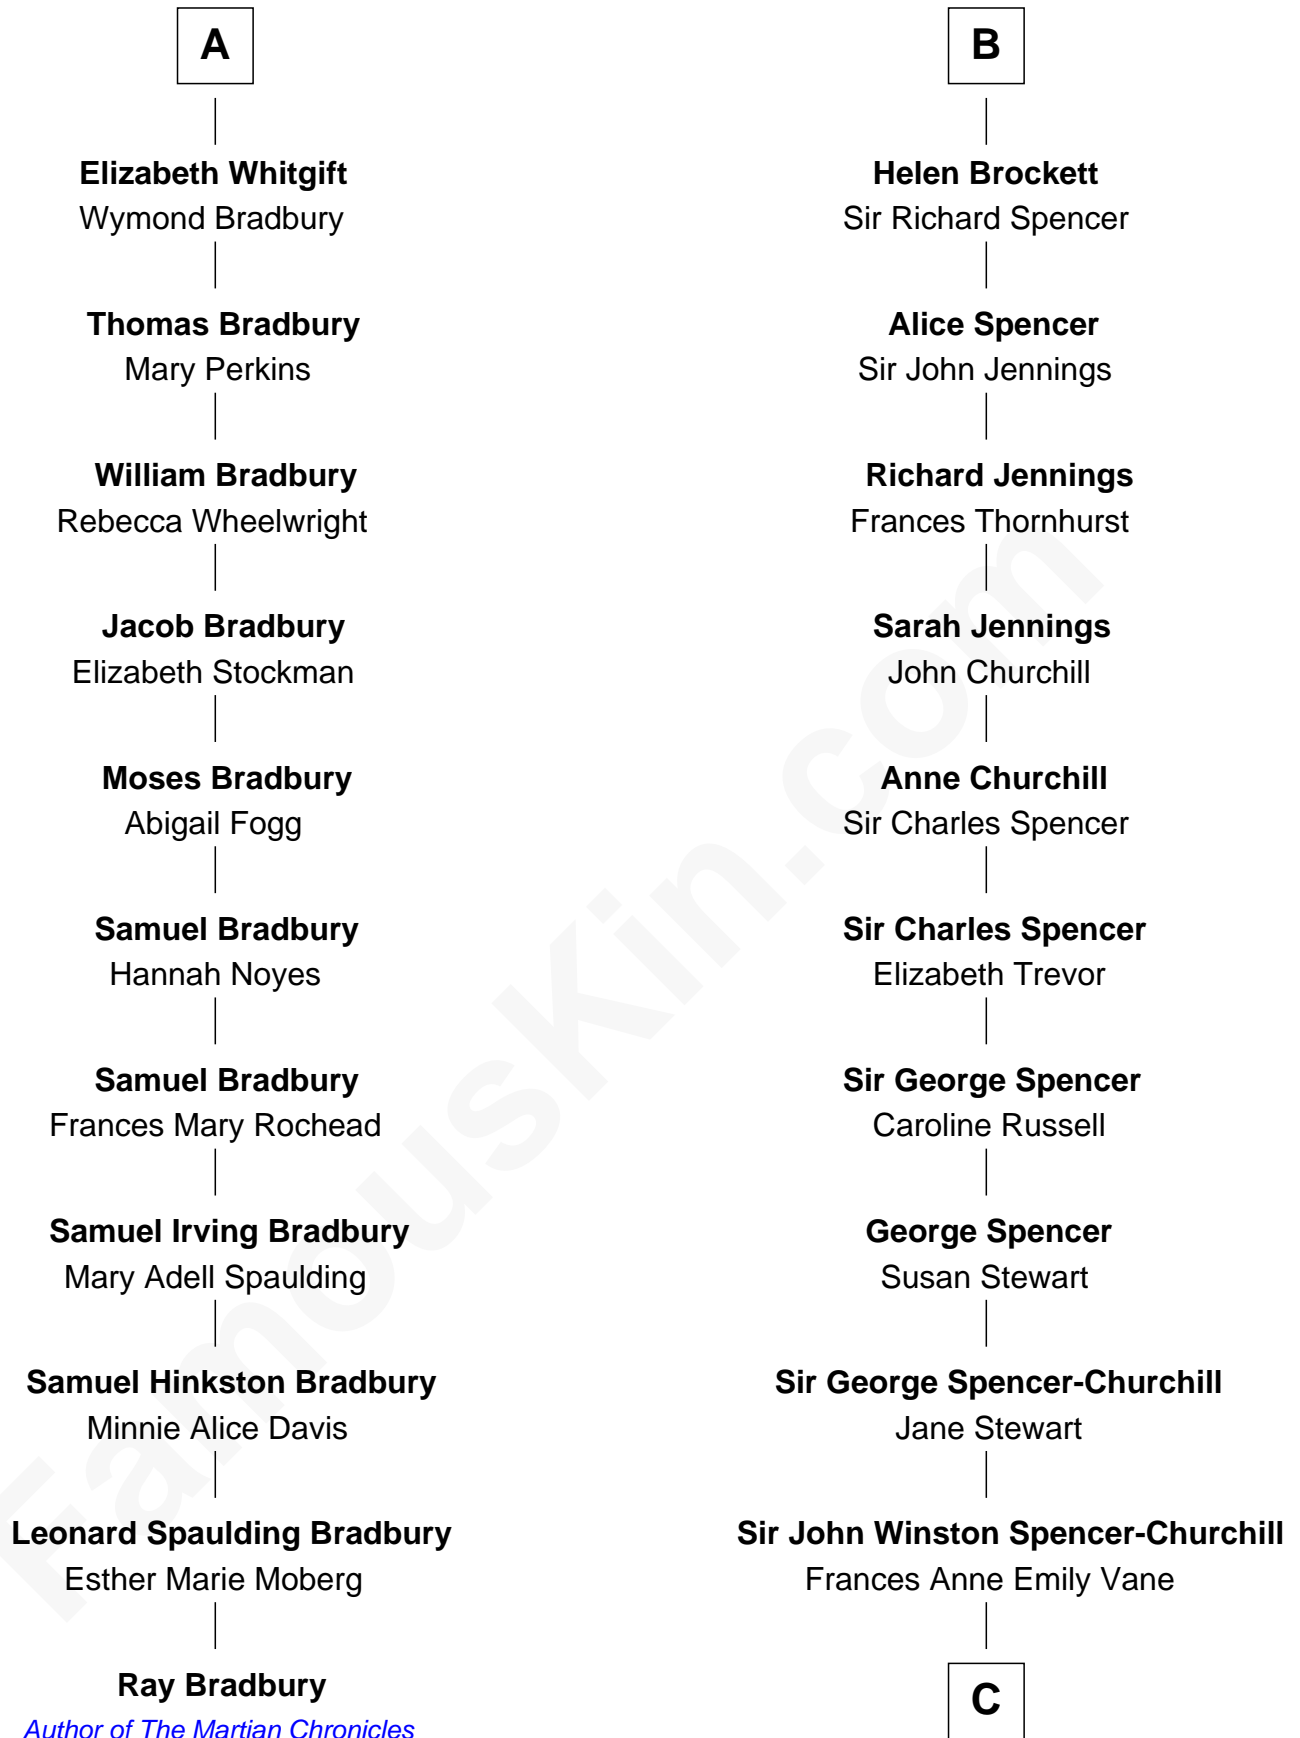 A
Elizabeth Whitgift
Wymond Bradbury
Thomas Bradbury
Mary Perkins
William Bradbury
Rebecca Wheelwright
Jacob Bradbury
Elizabeth Stockman
Moses Bradbury
Abigail Fogg
Samuel Bradbury
Hannah Noyes
Samuel Bradbury
Frances Mary Rochead
Samuel Irving Bradbury
Mary Adell Spaulding
Samuel Hinkston Bradbury
Minnie Alice Davis
Leonard Spaulding Bradbury
Esther Marie Moberg
Ray Bradbury
Author of The Martian Chronicles
B
Helen Brockett
Sir Richard Spencer
Alice Spencer
Sir John Jennings
Richard Jennings
Frances Thornhurst
Sarah Jennings
John Churchill
Anne Churchill
Sir Charles Spencer
Sir Charles Spencer
Elizabeth Trevor
Sir George Spencer
Caroline Russell
George Spencer
Susan Stewart
Sir George Spencer-Churchill
Jane Stewart
Sir John Winston Spencer-Churchill
Frances Anne Emily Vane
C
FamousKin.com